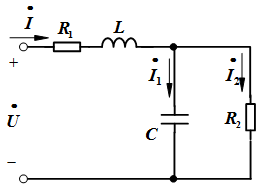 İ
R₁
L
+
İ₁
İ₂
U̇
C
R₂
−